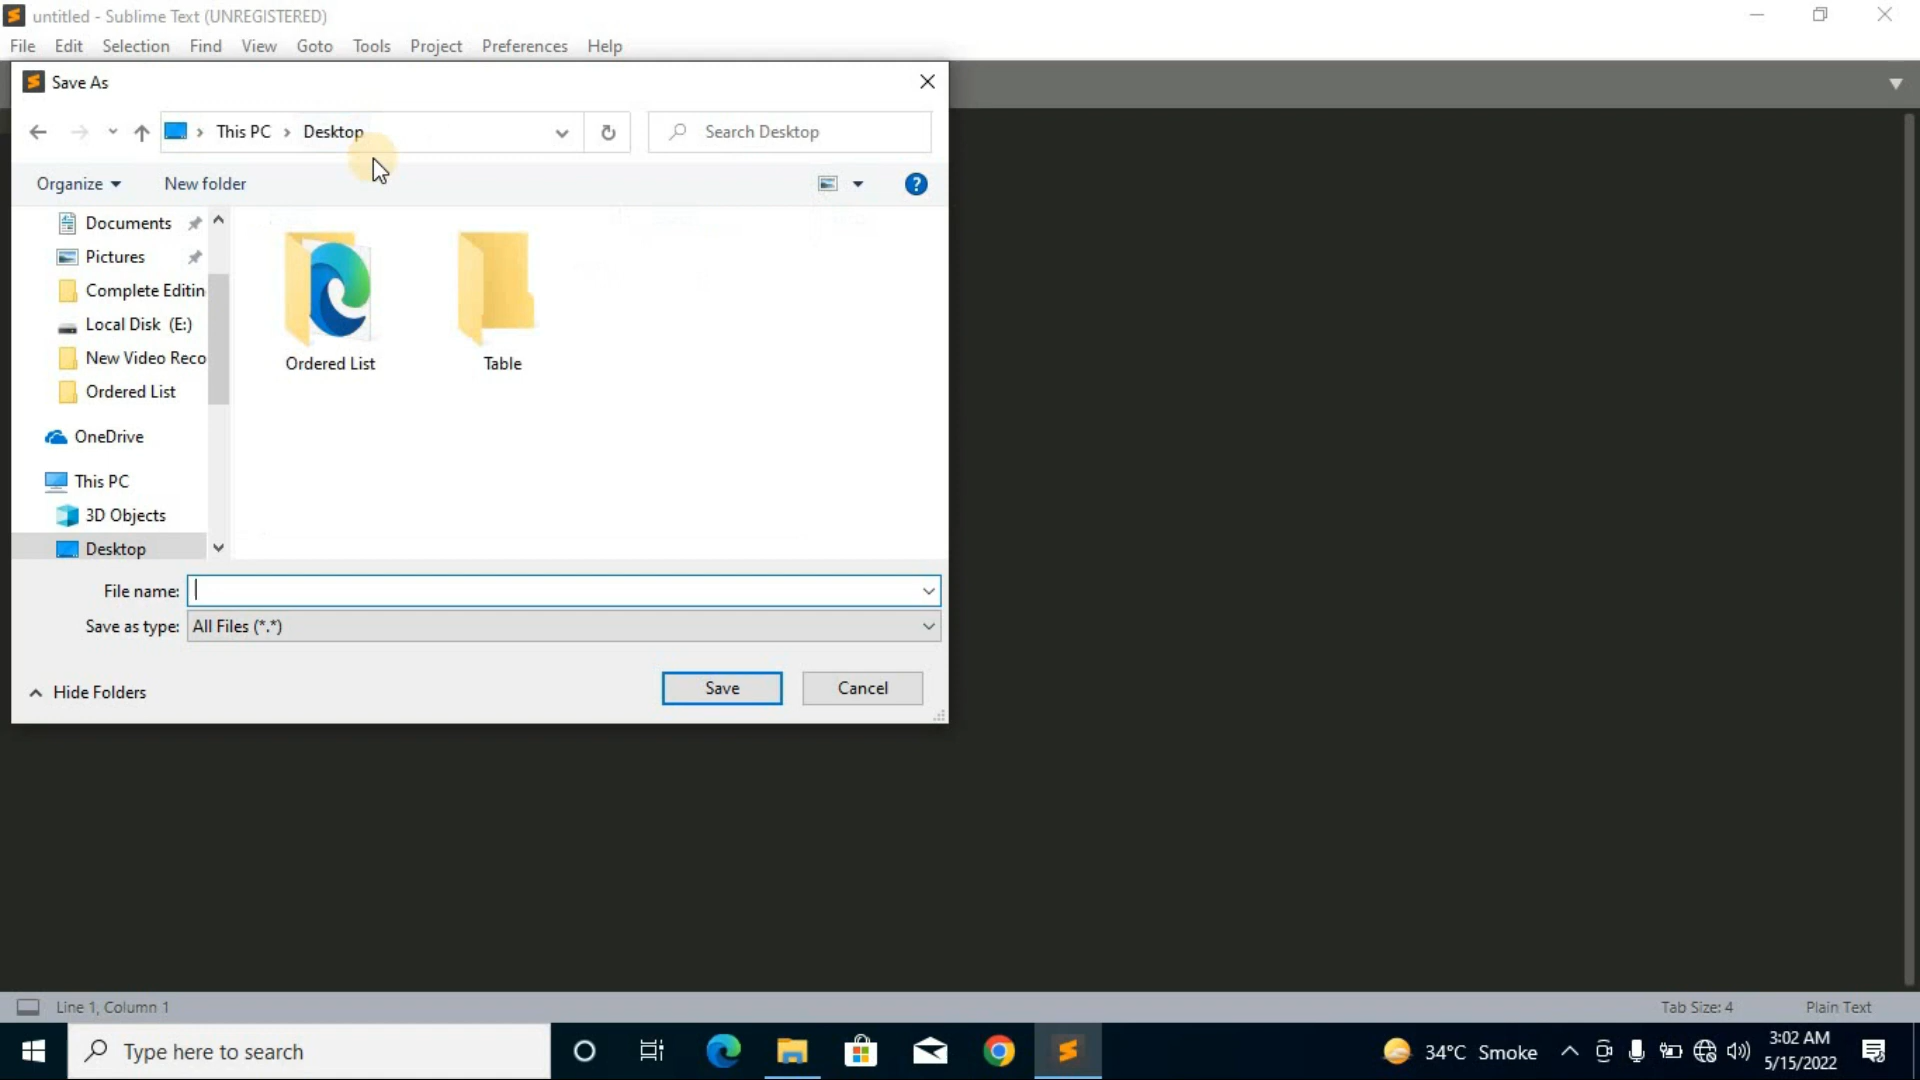 untitled - Sublime Text (UNREGISTERED)
File Edit Selection Find View Goto Tools Project Preferences Help
Save As
This PC > Desktop
Search Desktop
Organize New folder
Documents
Pictures
Complete Editin
Local Disk (E:)
New Video Reco
Ordered List
OneDrive
This PC
3D Objects
Desktop
Ordered List
Table
File name:
Save as type: All Files (*.*)
Hide Folders
Save Cancel
Line 1, Column 1
Tab Size: 4
Plain Text
Type here to search
34°C Smoke
3:02 AM
5/15/2022